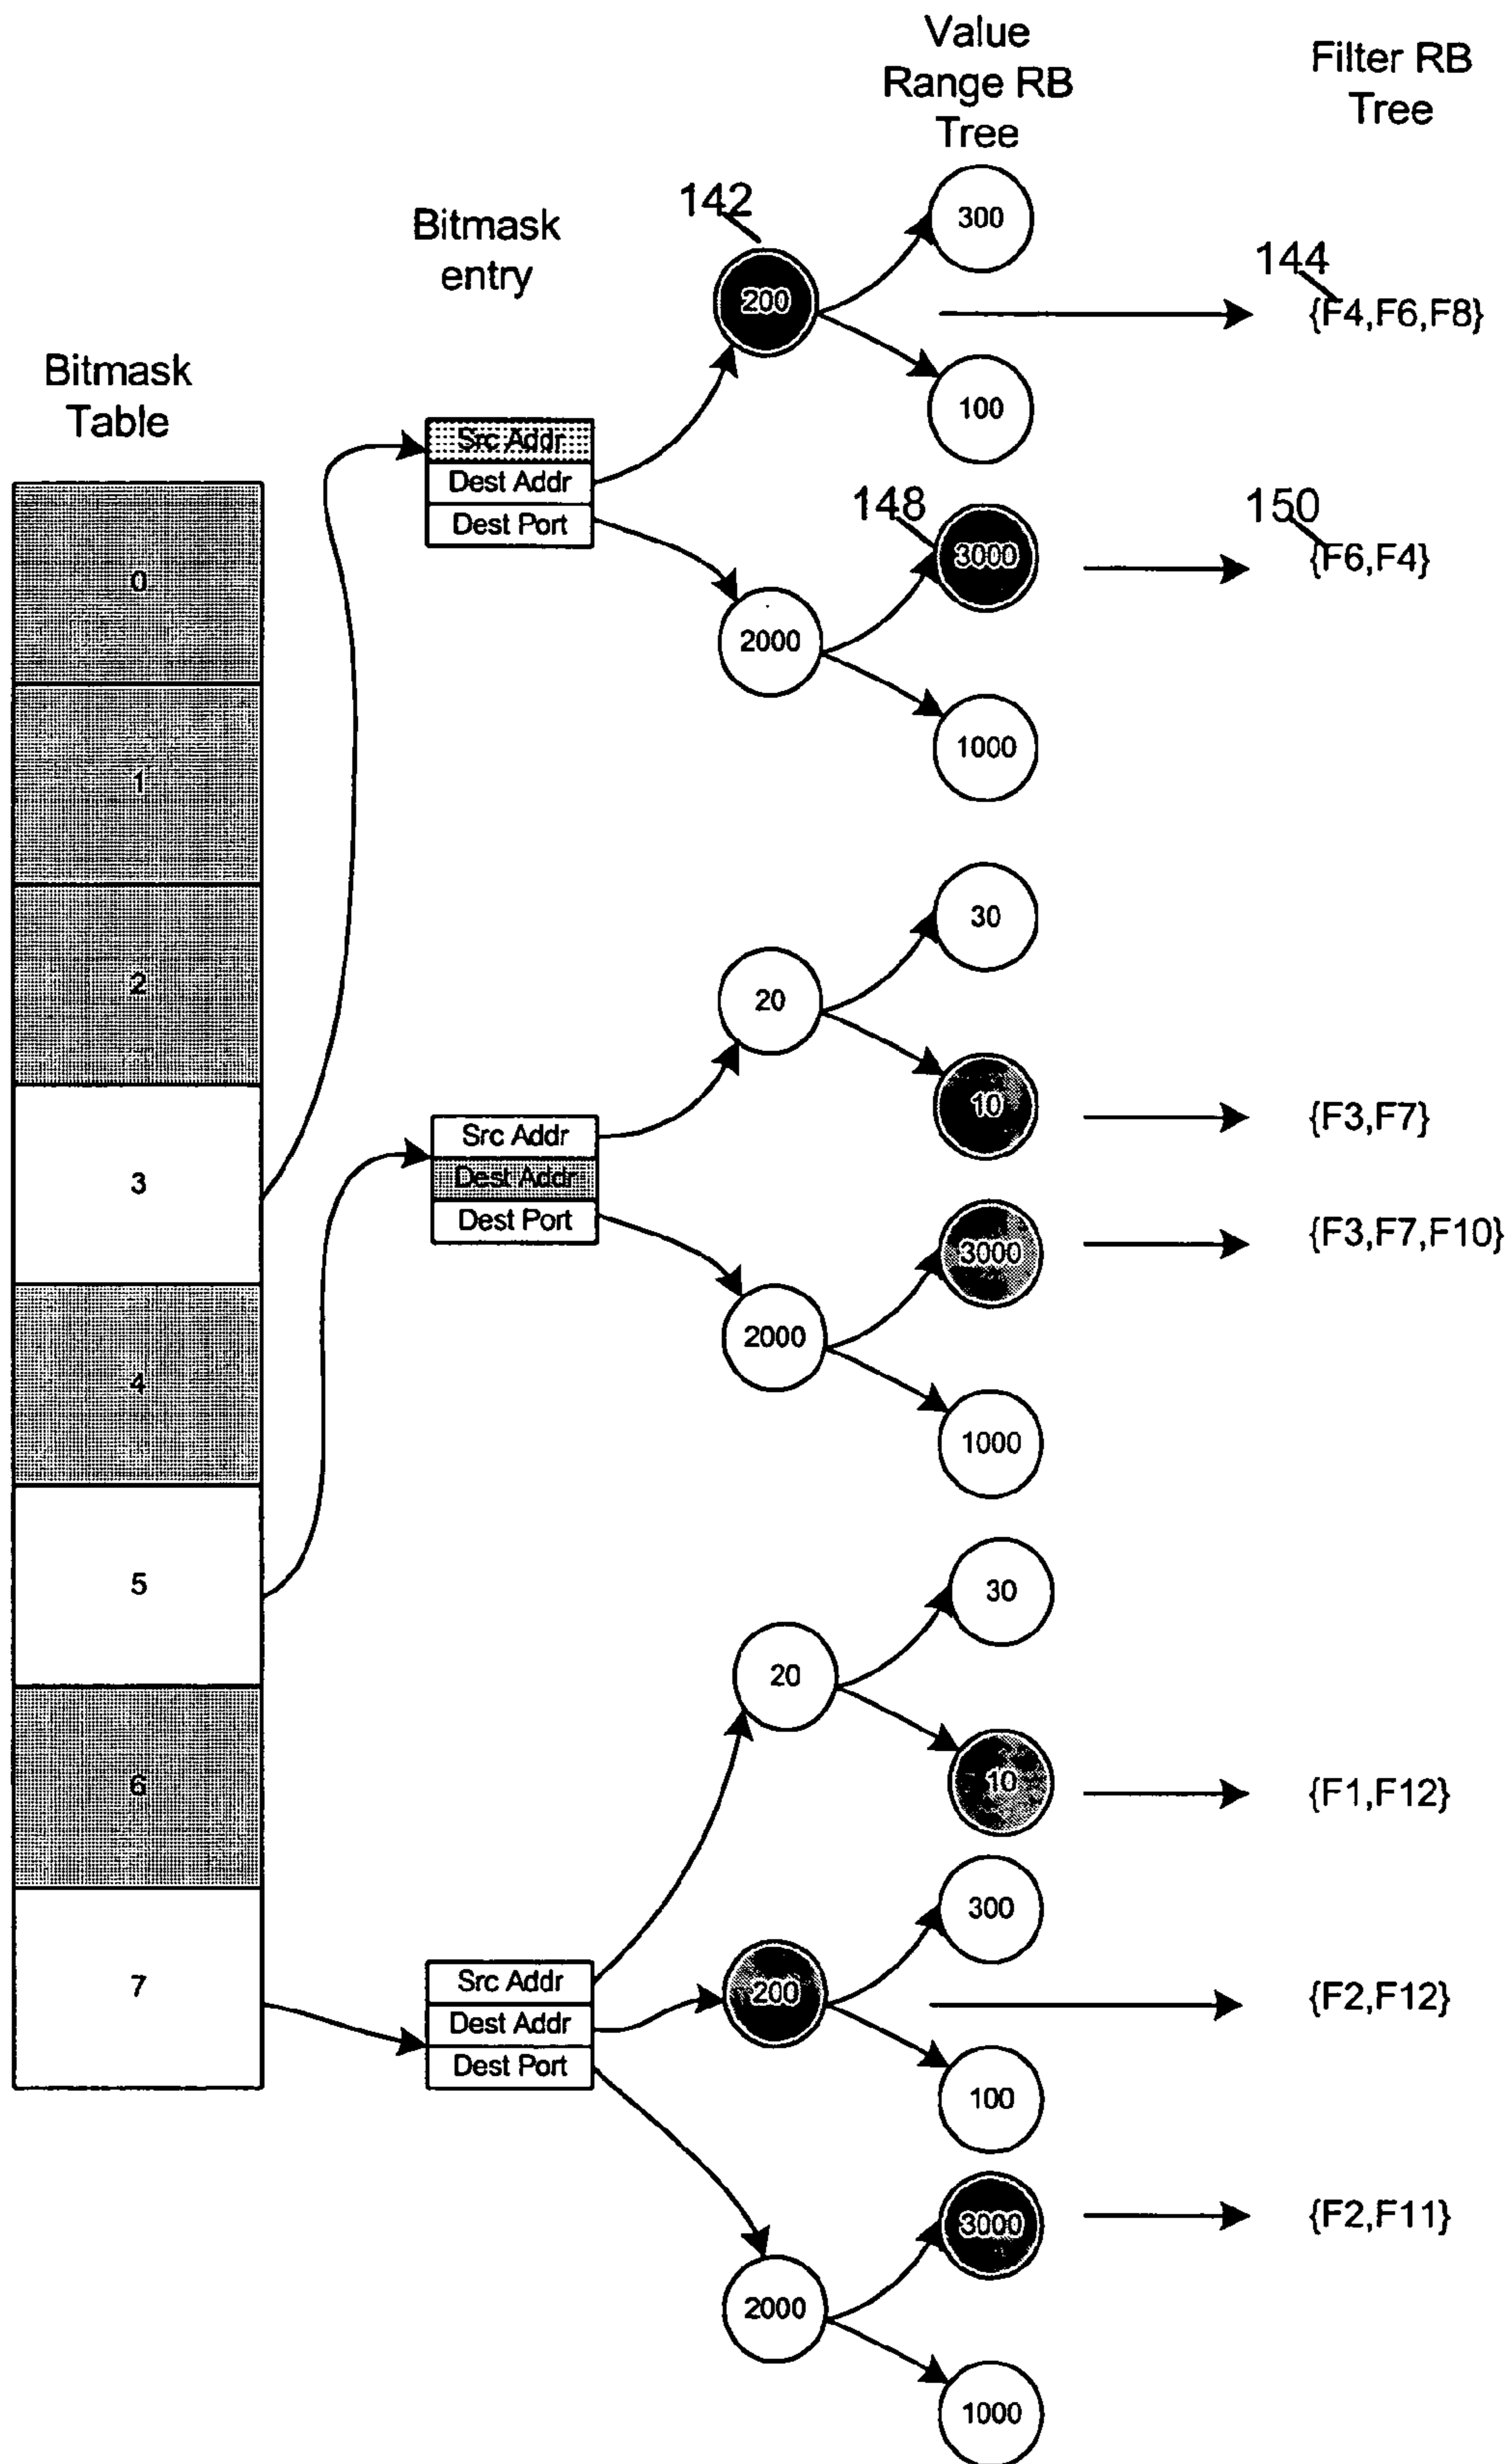 Value
Range RB
Tree
Filter RB
Tree
Bitmask
entry
Bitmask
Table
142
200
300
100
144
{F4,F6,F8}
Src Addr
Dest Addr
Dest Port
148
3000
2000
1000
150
{F6,F4}
0
1
2
3
4
5
6
7
30
20
10
{F3,F7}
Src Addr
Dest Addr
Dest Port
3000
{F3,F7,F10}
2000
1000
30
20
10
{F1,F12}
300
Src Addr
Dest Addr
Dest Port
200
{F2,F12}
100
3000
{F2,F11}
2000
1000